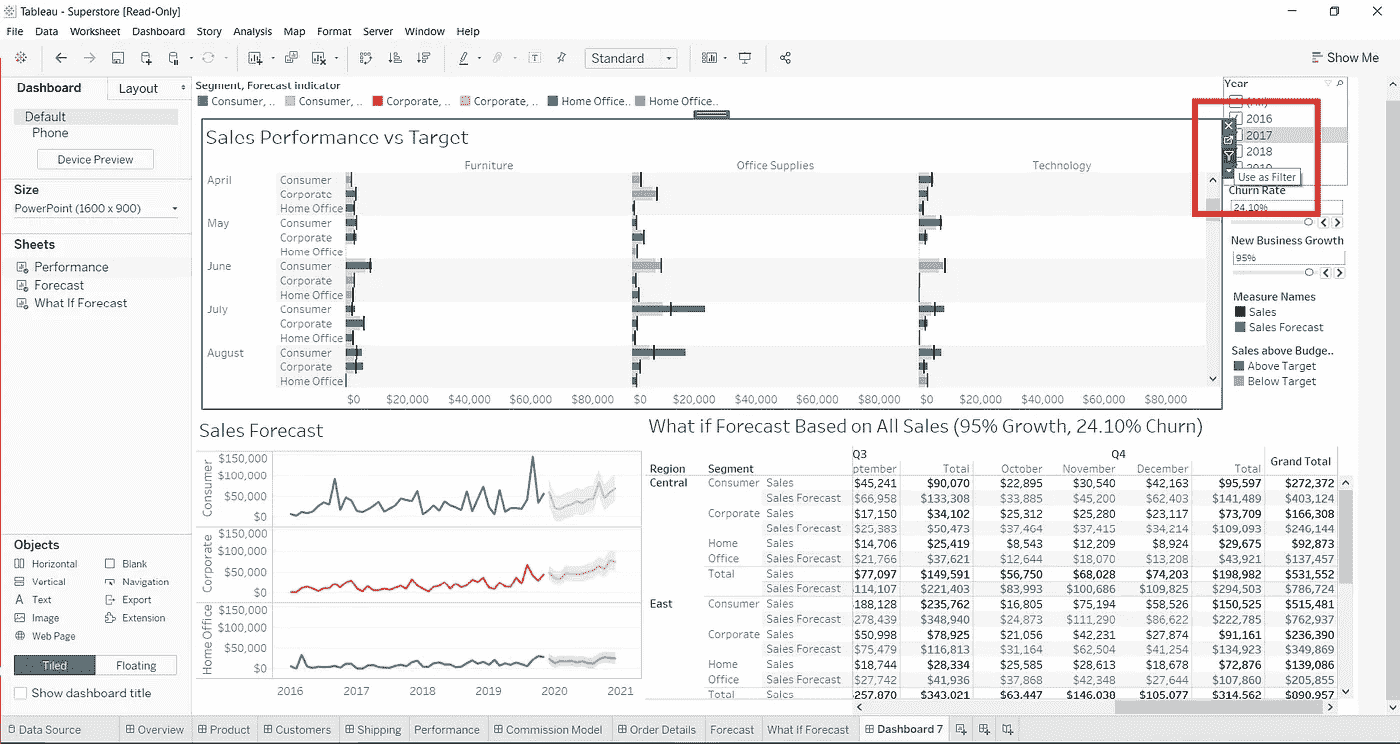 Tableau - Superstore [Read-Only]
File Data Worksheet Dashboard Story Analysis Map Format Server Window Help
Standard
Show Me
Dashboard Layout
Default
Phone
Device Preview
Size
PowerPoint (1600 x 900)
Sheets
Performance
Forecast
What If Forecast
Objects
Horizontal Blank
Vertical Navigation
Text Export
Image Extension
Web Page
Tiled Floating
Show dashboard title
Segment, Forecast indicator
Consumer, .. Consumer, .. Corporate, .. Corporate, .. Home Office.. Home Office..
Sales Performance vs Target
Furniture Office Supplies Technology
April Consumer
Corporate
Home Office
May Consumer
Corporate
Home Office
June Consumer
Corporate
Home Office
July Consumer
Corporate
Home Office
August Consumer
Corporate
Home Office
$0 $20,000 $40,000 $60,000 $80,000 $0 $20,000 $40,000 $60,000 $80,000 $0 $20,000 $40,000 $60,000 $80,000
Year
(All)
2016
2017
2018
2019
Use as Filter
Churn Rate
24.10%
New Business Growth
95%
Measure Names
Sales
Sales Forecast
Sales above Budge..
Above Target
Below Target
Sales Forecast
Consumer
$150,000
$100,000
$50,000
$0
Corporate
$150,000
$100,000
$50,000
$0
Home Office
$150,000
$100,000
$50,000
$0
2016 2017 2018 2019 2020 2021
What if Forecast Based on All Sales (95% Growth, 24.10% Churn)
Q3 Q4
Region Segment ptember Total October November December Total Grand Total
Central Consumer Sales $45,241 $90,070 $22,895 $30,540 $42,163 $95,597 $272,372
Sales Forecast $66,958 $133,308 $33,885 $45,200 $62,403 $141,489 $403,124
Corporate Sales $17,150 $34,102 $25,312 $25,280 $23,117 $73,709 $166,308
Sales Forecast $25,383 $50,473 $37,464 $37,415 $34,214 $109,093 $246,144
Home Sales $14,706 $25,419 $8,543 $12,209 $8,924 $29,675 $92,873
Office Sales Forecast $21,766 $37,621 $12,644 $18,070 $13,208 $43,921 $137,457
Total Sales $77,097 $149,591 $56,750 $68,028 $74,203 $198,982 $531,552
Sales Forecast 114,107 $221,403 $83,993 $100,686 $109,825 $294,503 $786,724
East Consumer Sales 188,128 $235,762 $16,805 $75,194 $58,526 $150,525 $515,481
Sales Forecast 278,439 $348,940 $24,873 $111,290 $86,622 $222,785 $762,937
Corporate Sales $50,998 $78,925 $21,056 $42,231 $27,874 $91,161 $236,390
Sales Forecast $75,479 $116,813 $31,164 $62,504 $41,254 $134,923 $349,869
Home Sales $18,744 $28,334 $25,585 $28,613 $18,678 $72,876 $139,086
Office Sales Forecast $27,742 $41,936 $37,868 $42,348 $27,644 $107,860 $205,855
Total Sales 257,870 $343,021 $63,447 $146,038 $105,077 $314,562 $890,957
Data Source Overview Product Customers Shipping Performance Commission Model Order Details Forecast What If Forecast Dashboard 7